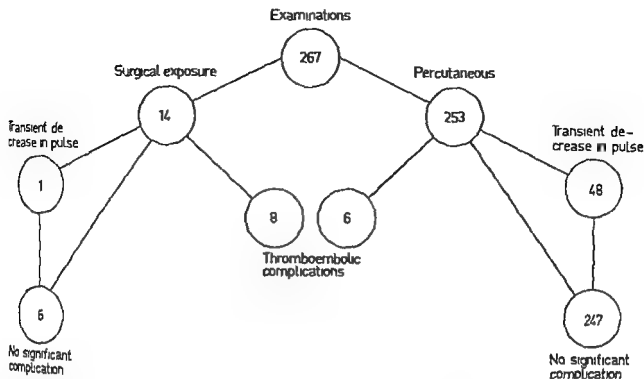 Examinations
267
Surgical exposure
Percutaneous
14
253
Transient de
crease in pulse
Transient de-
crease in pulse
1
48
8
6
Thromboembolic
complications
6
247
No significant
complication
No significant
complication